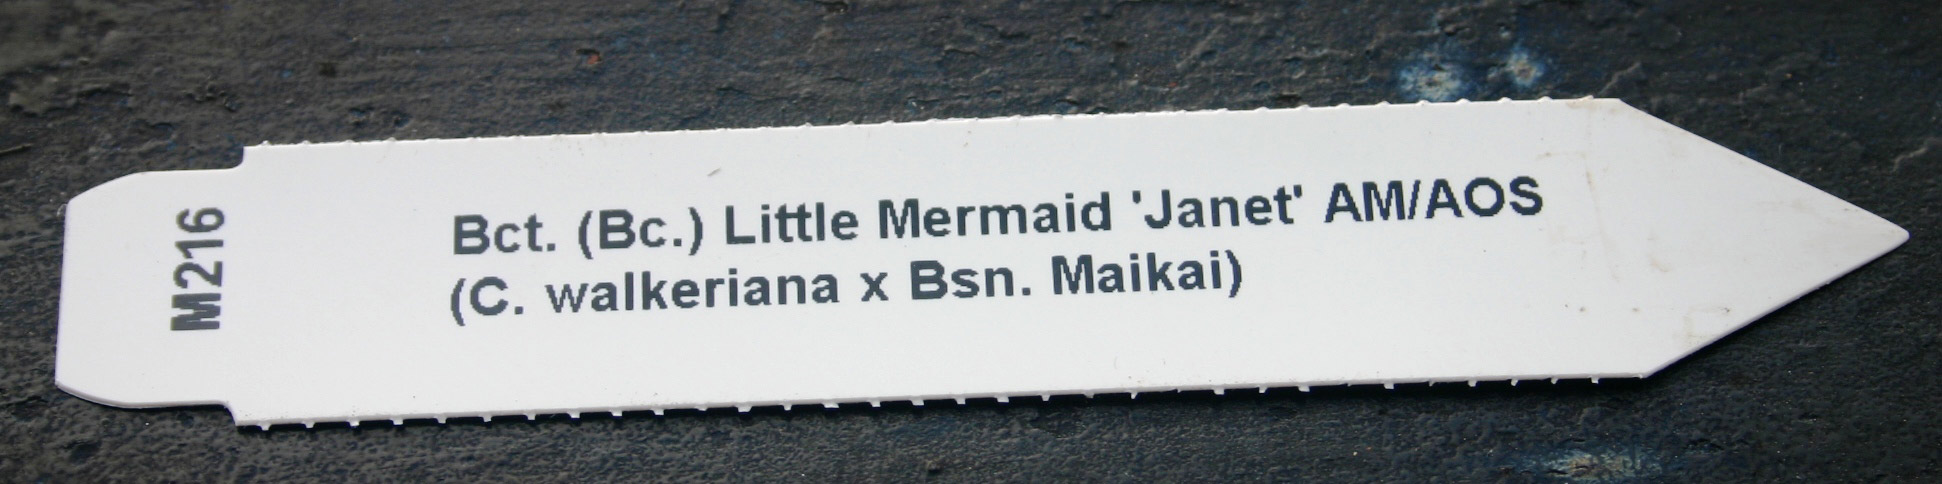 M216
Bct. (Bc.) Little Mermaid 'Janet' AM/AOS
(C. walkeriana x Bsn. Maikai)